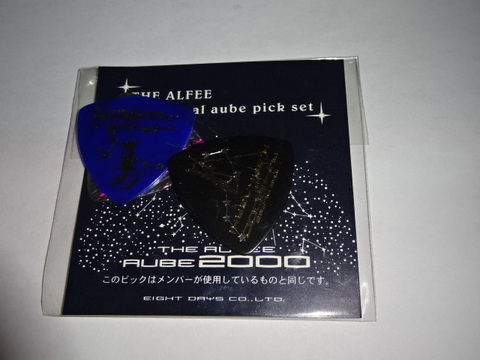 THE ALFEE
al aube pick set
THE ALFEE
AUBE 2000
このピックはメンバーが使用しているものと同じです。
EIGHT DAYS CO.,LTD.